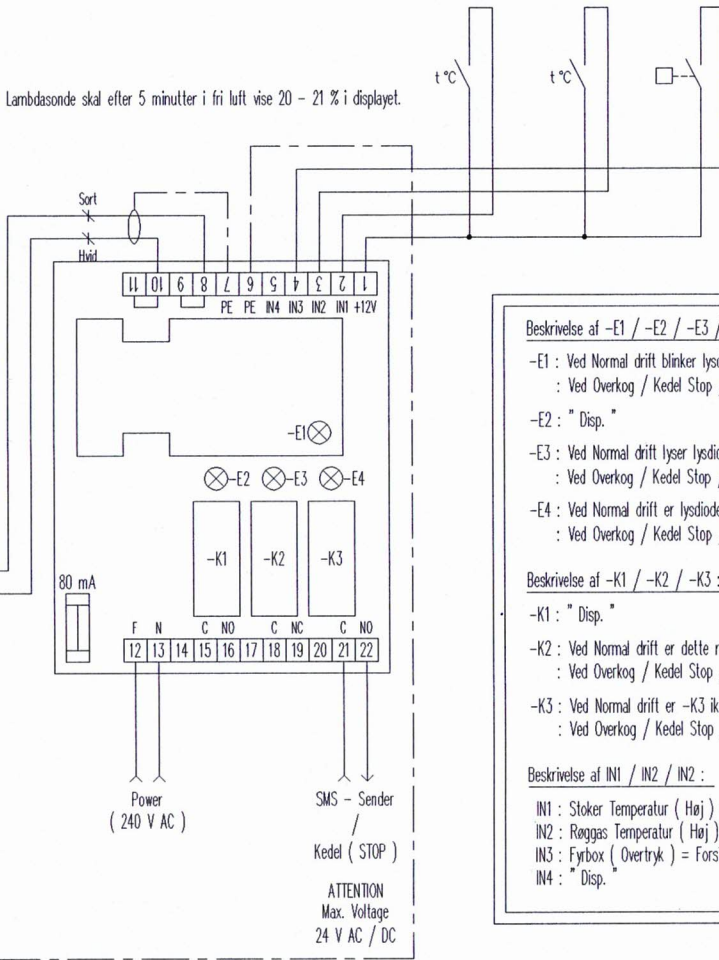 t °C
t °C
Lambdasonde skal efter 5 minutter i fri luft vise 20 - 21 % i displayet.
Sort
Hvid
11 10 9 8 7 6 5 4 3 2 1
PE PE IN4 IN3 IN2 IN1 +12V
-E1
-E2 -E3 -E4
-K1 -K2 -K3
80 mA
F N C NO C NC C NO
12 13 14 15 16 17 18 19 20 21 22
Power
( 240 V AC )
SMS - Sender
/
Kedel ( STOP )
ATTENTION
Max. Voltage
24 V AC / DC
Beskrivelse af -E1 / -E2 / -E3 /
-E1 : Ved Normal drift blinker
: Ved Overkog / Kedel Stop
-E2 : " Disp. "
-E3 : Ved Normal drift lyser
: Ved Overkog / Kedel Stop /
-E4 : Ved Normal drift er
: Ved Overkog / Kedel Stop
Beskrivelse af -K1 / -K2 / -K3 :
-K1 : " Disp. "
-K2 : Ved Normal drift er dette
: Ved Overkog / Kedel Stop
-K3 : Ved Normal drift er -K3
: Ved Overkog / Kedel Stop
Beskrivelse af IN1 / IN2 / IN2 :
IN1 : Stoker Temperatur ( Høj )
IN2 : Røggas Temperatur ( Høj )
IN3 : Fyrbox ( Overtryk ) =
IN4 : " Disp. "